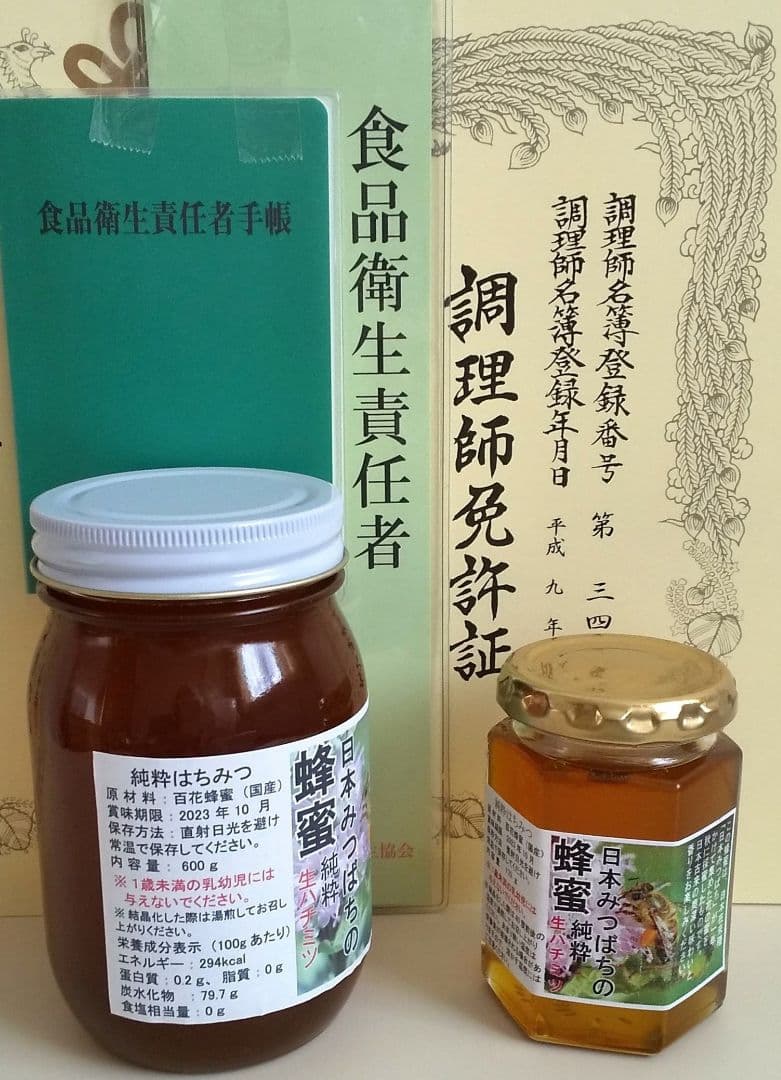 食品衛生責任者手帳
食品衛生責任者
生協会
調理師名簿登録番号 第 三四
調理師名簿登録年月日 平成 九 年
調理師免許証
純粋はちみつ
原材料：百花蜂蜜（国産）
賞味期限：2023 年 10 月
保存方法：直射日光を避け
常温で保存してください。
内容量： 600g
※１歳未満の乳幼児には
与えないでください。
※結晶化した際は湯煎してお召し
上がりください。
栄養成分表示（100gあたり）
エネルギー：294kcal
蛋白質：0.2g、脂質：0g
炭水化物 ：79.7g
食塩相当量：0g
日本みつばちの
蜂蜜純粋
生ハチミツ
純粋はちみつ
日本みつばちの
蜂蜜純粋
生ハチミツ